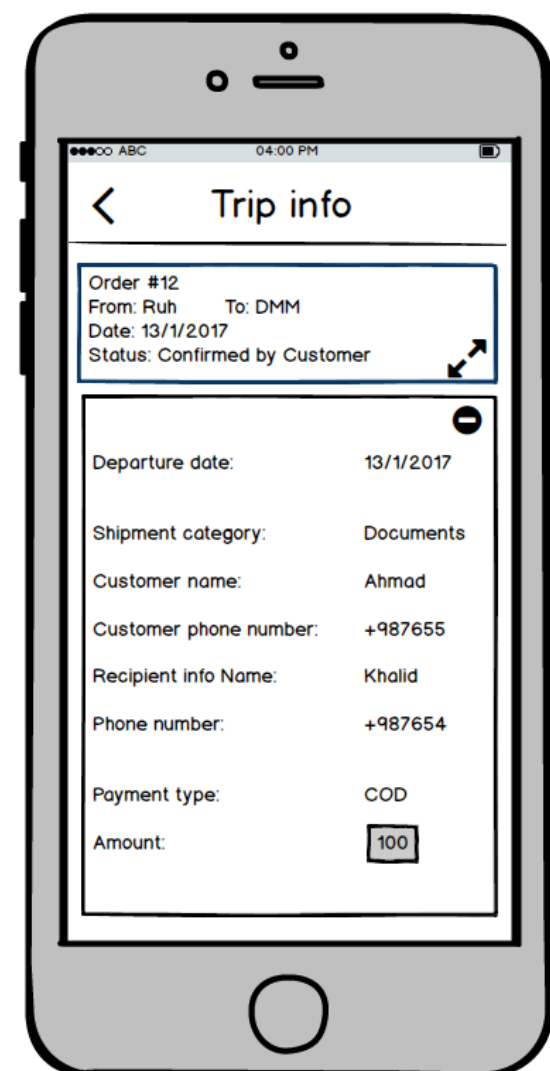 ABC 04:00 PM
Trip info
Order #12
From: Ruh To: DMM
Date: 13/1/2017
Status: Confirmed by Customer
Departure date: 13/1/2017
Shipment category: Documents
Customer name: Ahmad
Customer phone number: +987655
Recipient info Name: Khalid
Phone number: +987654
Payment type: COD
Amount: 100